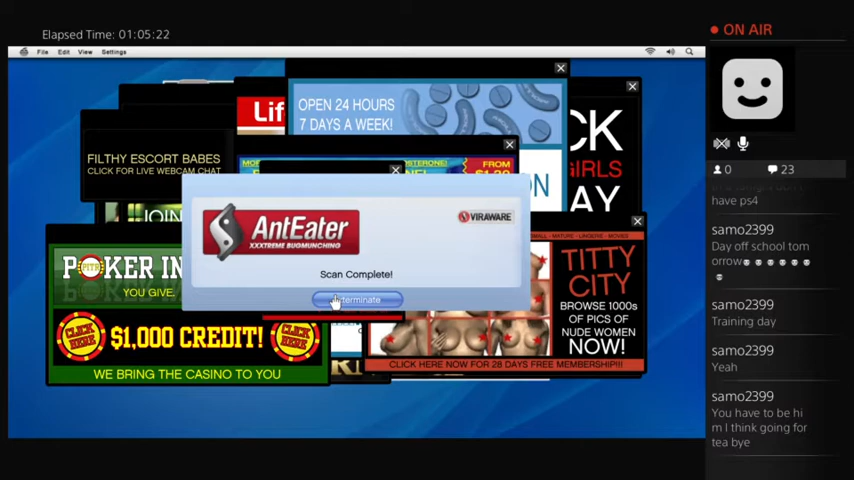 Elapsed Time: 01:05:22
ON AIR
File Edit View Settings
OPEN 24 HOURS
7 DAYS A WEEK!
FILTHY ESCORT BABES
CLICK FOR LIVE WEBCAM CHAT
FROM
AntEater
XXXTREME BUGMUNCHING
VIRAWARE
Scan Complete!
JOIN
POKER IN
YOU GIVE
CLICK HERE
$1,000 CREDIT!
CLICK HERE
WE BRING THE CASINO TO YOU
MATURE - LINGERIE - MOVIES
TITTY
CITY
BROWSE 1000s
OF PICS OF
NUDE WOMEN
NOW!
CLICK HERE NOW FOR 28 DAYS FREE MEMBERSHIP!!!
0
23
have ps4
samo2399
Day off school tom
orrow
samo2399
Training day
samo2399
Yeah
samo2399
You have to be hi
m I think going for
tea bye